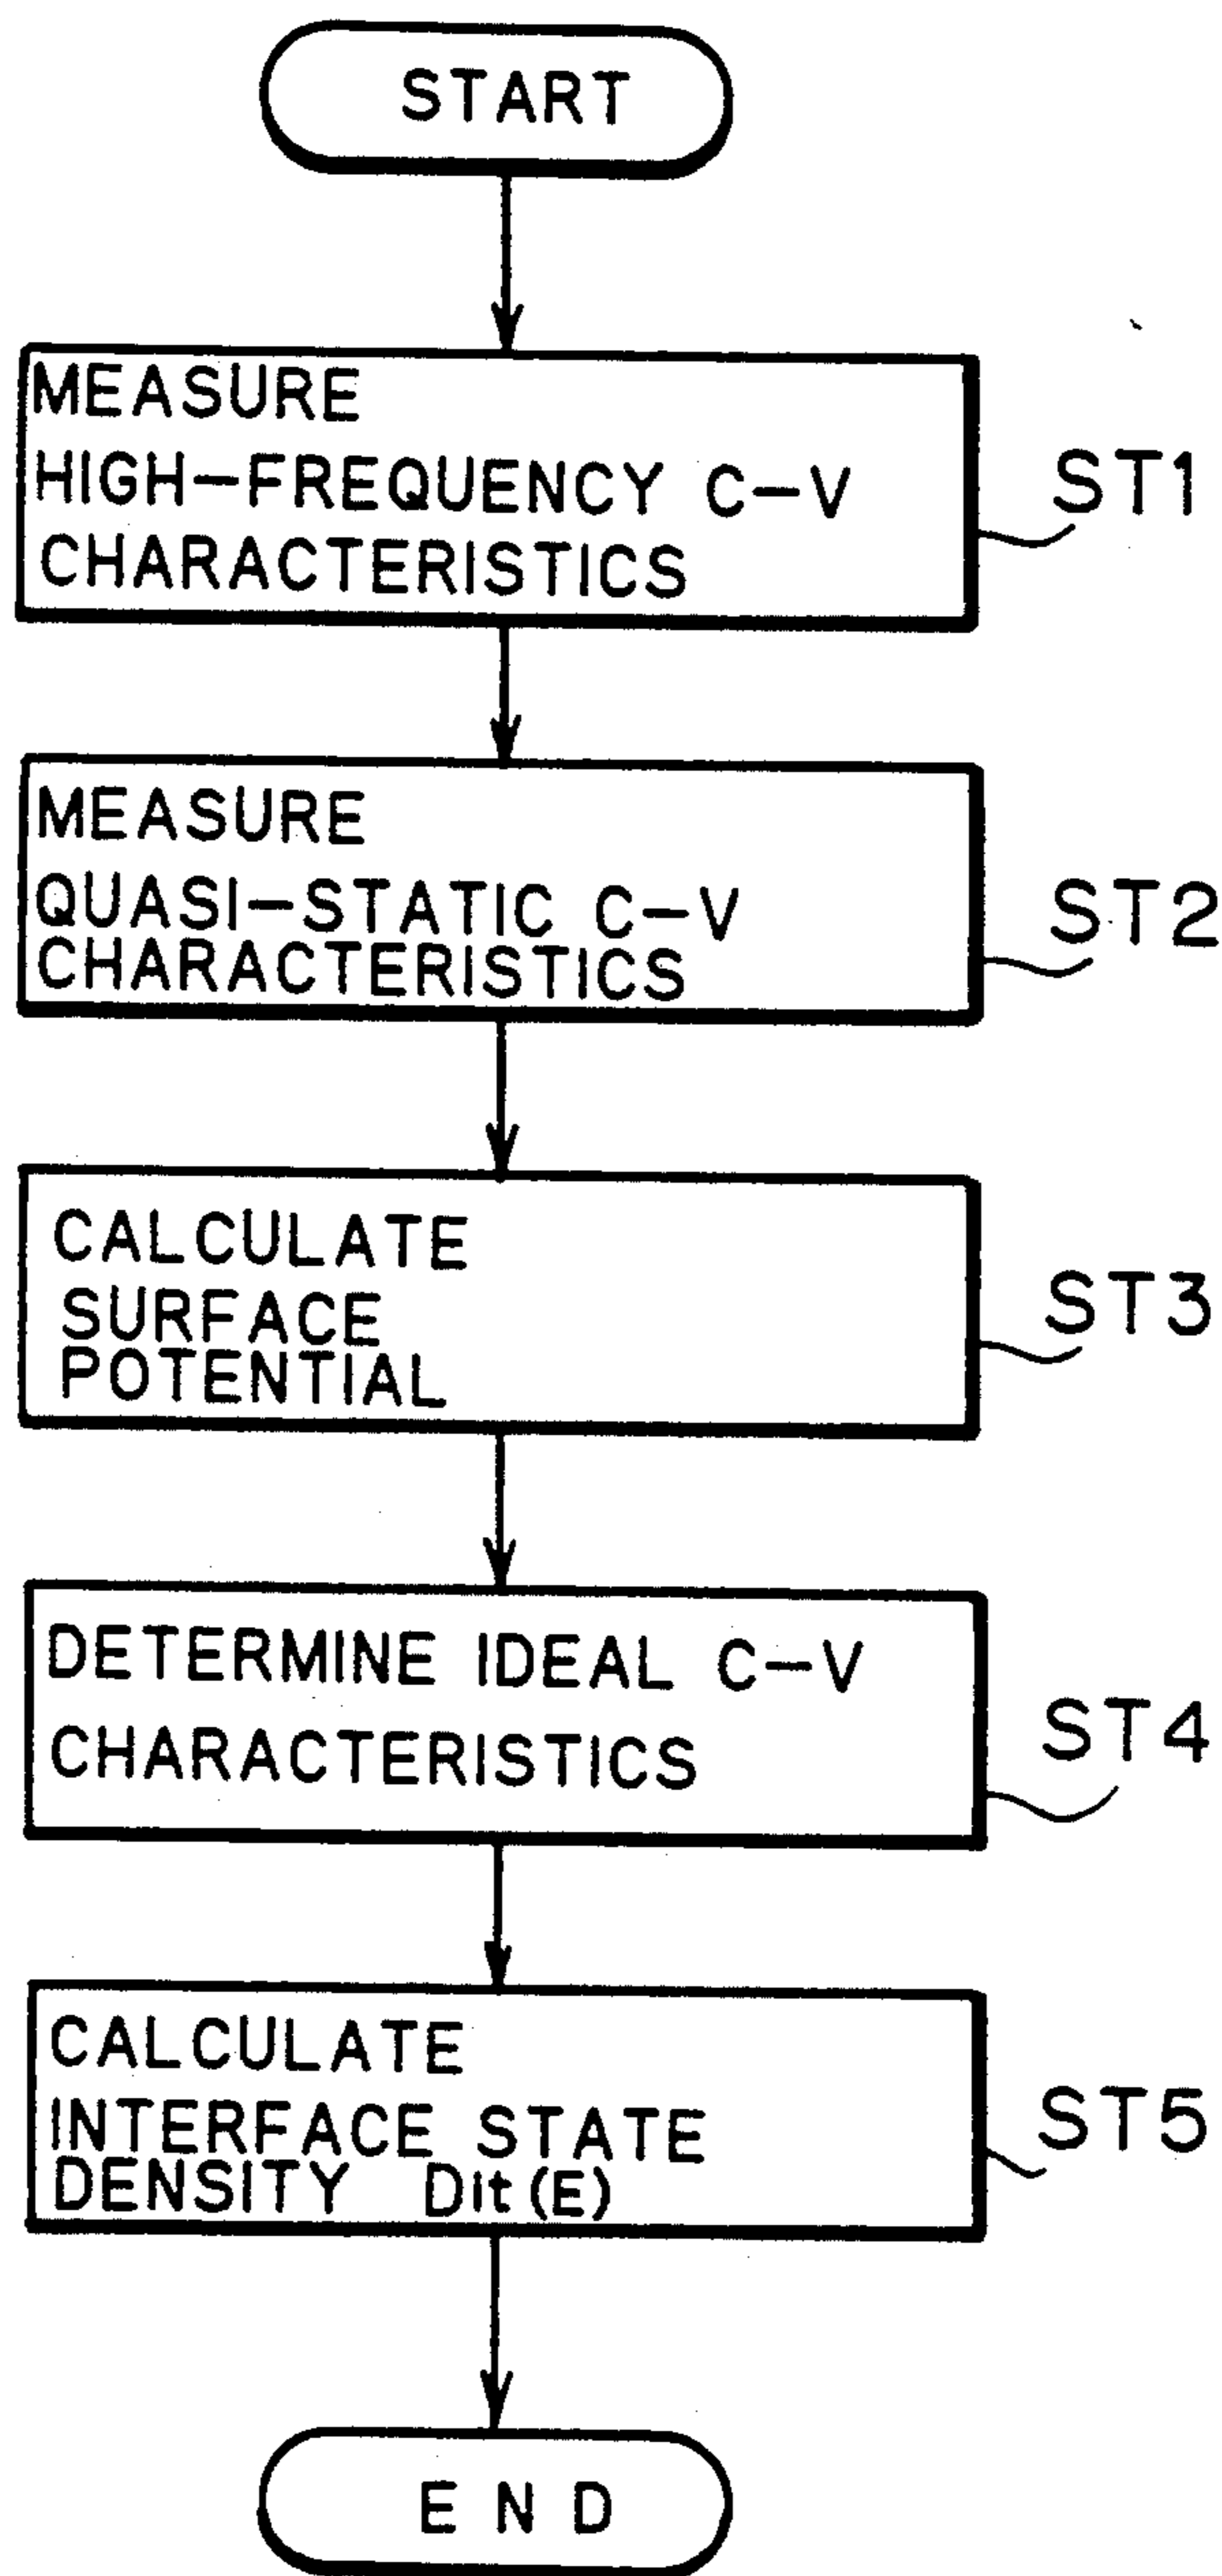 START
MEASURE
HIGH-FREQUENCY C-V
CHARACTERISTICS
ST1
MEASURE
QUASI-STATIC C-V
CHARACTERISTICS
ST2
CALCULATE
SURFACE
POTENTIAL
ST3
DETERMINE IDEAL C-V
CHARACTERISTICS
ST4
CALCULATE
INTERFACE STATE
DENSITY Dit(E)
ST5
END